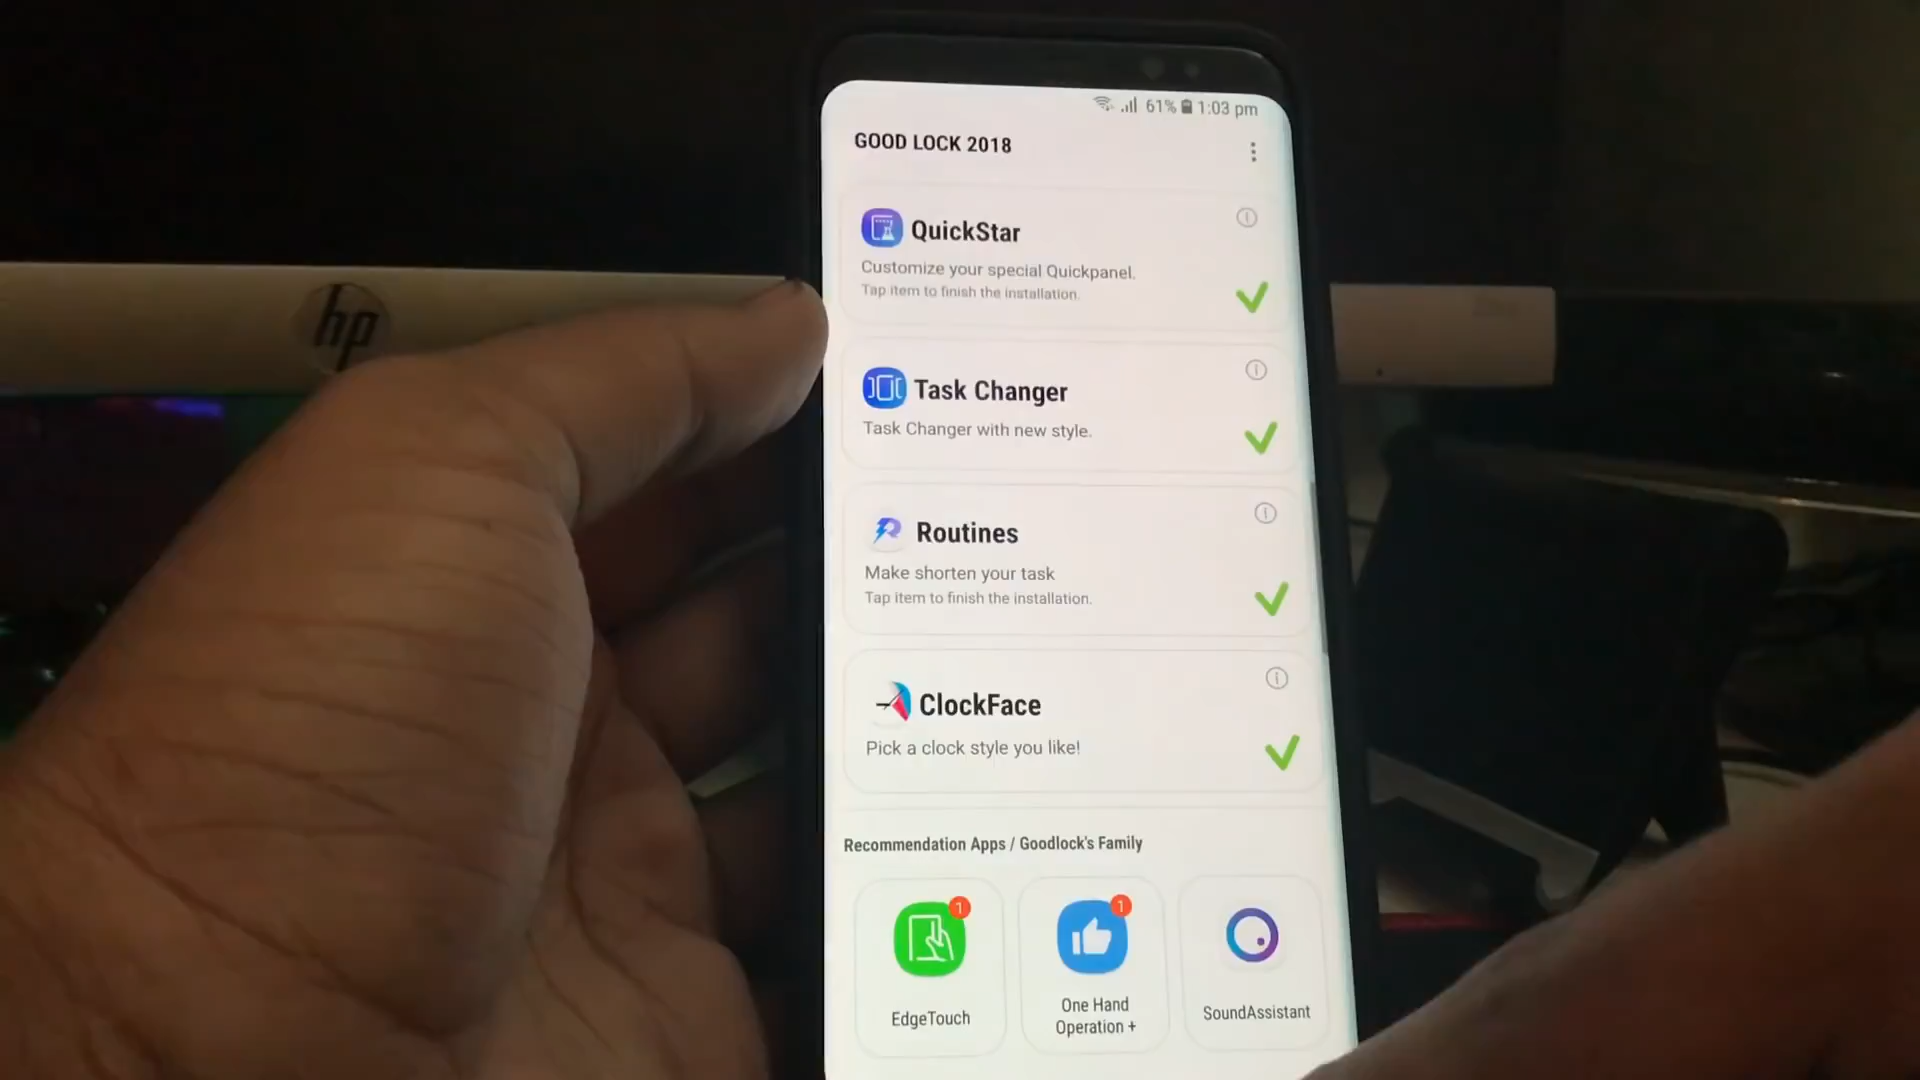 61% 1:03 pm
GOOD LOCK 2018
QuickStar
Customize your special Quickpanel.
Tap item to finish the installation.
Task Changer
Task Changer with new style.
Routines
Make shorten your task
Tap item to finish the installation.
ClockFace
Pick a clock style you like!
Recommendation Apps / Goodlock's Family
1
1
EdgeTouch
One Hand
Operation +
SoundAssistant
hp